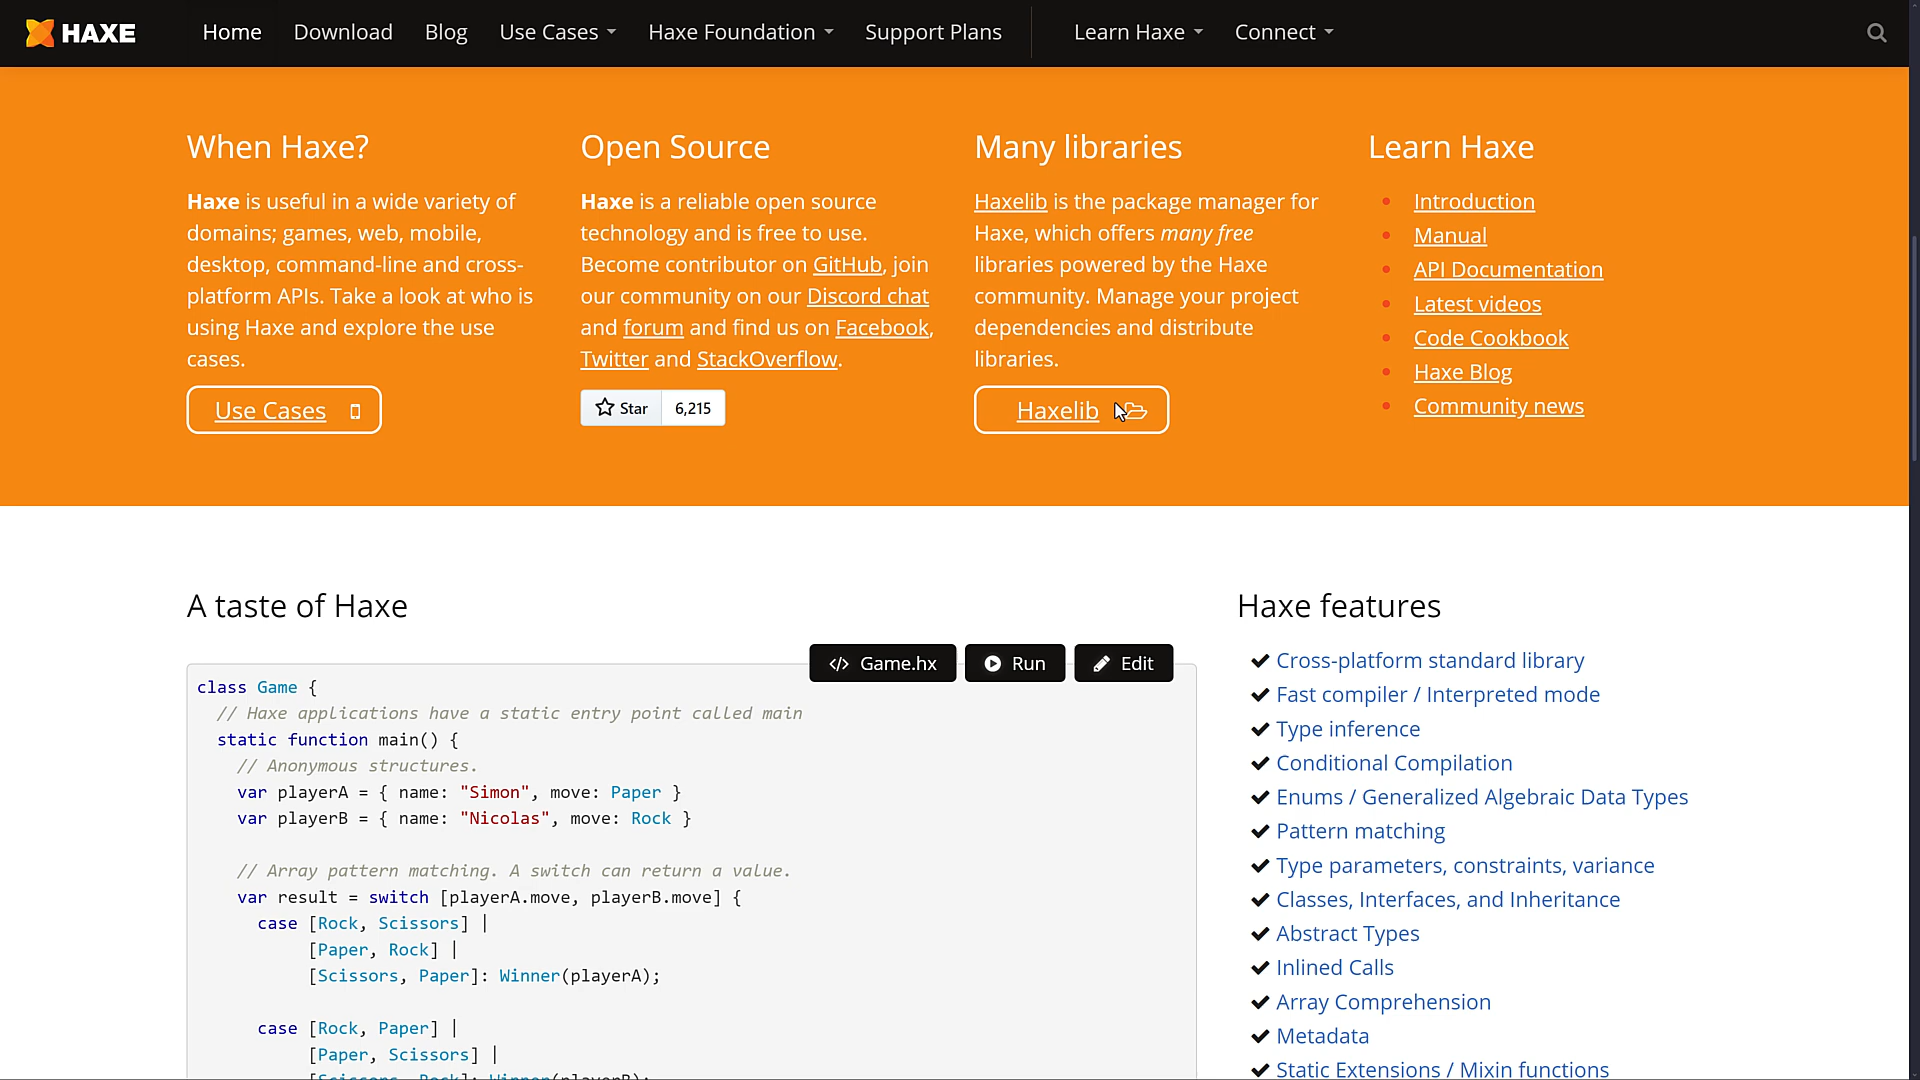 HAXE
Home
Download
Blog
Use Cases
Haxe Foundation
Support Plans
Learn Haxe
Connect
When Haxe?
Haxe is useful in a wide variety of
domains; games, web, mobile,
desktop, command-line and cross-
platform APIs. Take a look at who is
using Haxe and explore the use
cases.
Use Cases
Open Source
Haxe is a reliable open source
technology and is free to use.
Become contributor on GitHub, join
our community on our Discord chat
and forum and find us on Facebook,
Twitter and StackOverflow.
Star 6,215
Many libraries
Haxelib is the package manager for
Haxe, which offers many free
libraries powered by the Haxe
community. Manage your project
dependencies and distribute
libraries.
Haxelib
Learn Haxe
Introduction
Manual
API Documentation
Latest videos
Code Cookbook
Haxe Blog
Community news
A taste of Haxe
</> Game.hx
Run
Edit
class Game {
// Haxe applications have a static entry point called main
static function main() {
// Anonymous structures.
var playerA = { name: "Simon", move: Paper }
var playerB = { name: "Nicolas", move: Rock }
// Array pattern matching. A switch can return a value.
var result = switch [playerA.move, playerB.move] {
case [Rock, Scissors] |
[Paper, Rock] |
[Scissors, Paper]: Winner(playerA);
case [Rock, Paper] |
[Paper, Scissors] |
[Scissors, Rock]: Winner(playerB);
Haxe features
Cross-platform standard library
Fast compiler / Interpreted mode
Type inference
Conditional Compilation
Enums / Generalized Algebraic Data Types
Pattern matching
Type parameters, constraints, variance
Classes, Interfaces, and Inheritance
Abstract Types
Inlined Calls
Array Comprehension
Metadata
Static Extensions / Mixin functions